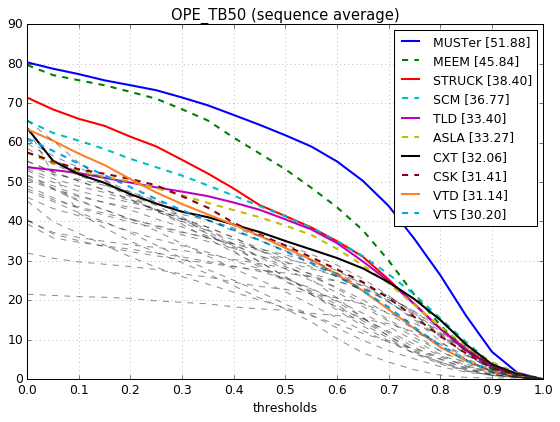 OPE_TB50 (sequence average)
90
80
70
60
50
40
30
20
10
0
MUSTer [51.88]
MEEM [45.84]
STRUCK [38.40]
SCM [36.77]
TLD [33.40]
ASLA [33.27]
CXT [32.06]
CSK [31.41]
VTD [31.14]
VTS [30.20]
0.0 0.1 0.2 0.3 0.4 0.5 0.6 0.7 0.8 0.9 1.0
thresholds